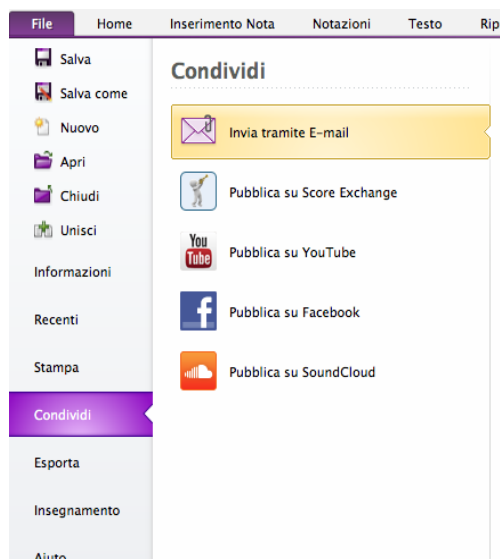 File Home Inserimento Nota Notazioni Testo Rip
Salva
Salva come
Nuovo
Apri
Chiudi
Unisci
Informazioni
Recenti
Stampa
Condividi
Esporta
Insegnamento
Aiuto
Condividi
Invia tramite E-mail
Pubblica su Score Exchange
You
Tube
Pubblica su YouTube
f
Pubblica su Facebook
Pubblica su SoundCloud